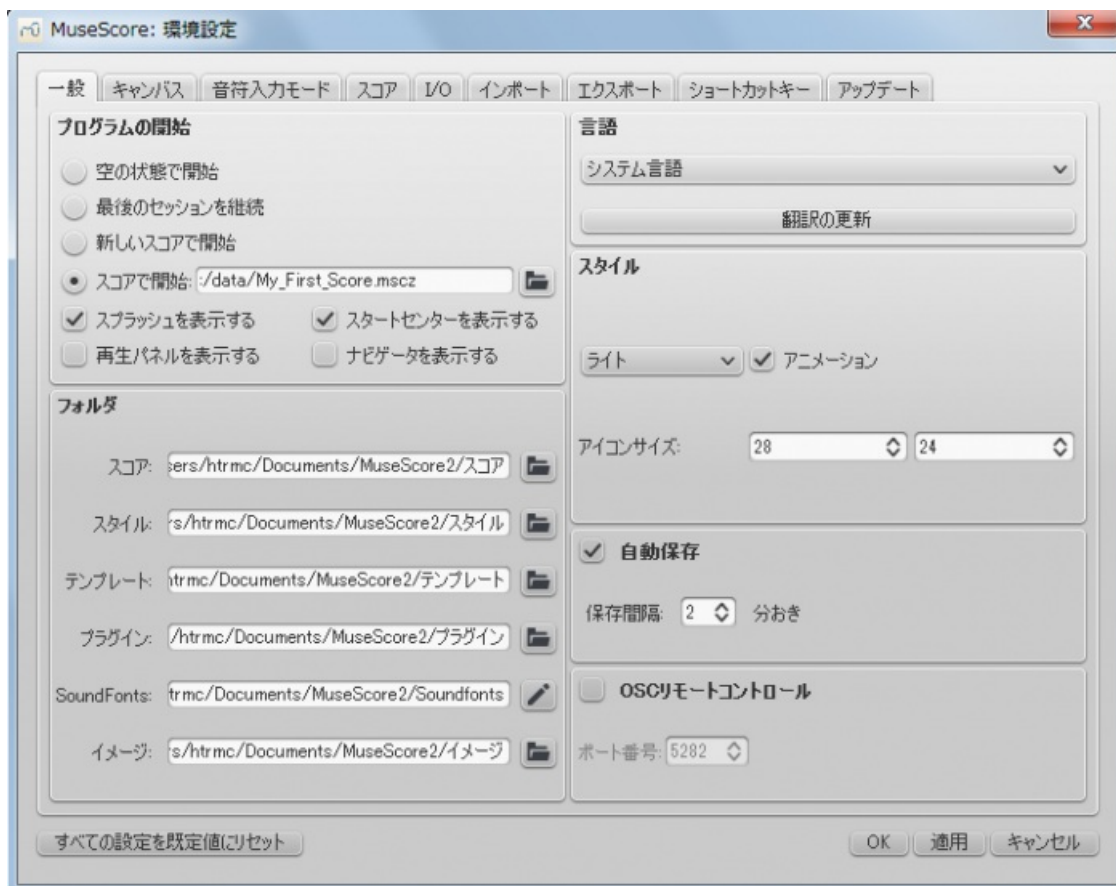 MuseScore: 環境設定
一般 キャンバス 音符入力モード スコア I/O インポート エクスポート ショートカットキー アップデート
プログラムの開始
空の状態で開始
最後のセッションを継続
新しいスコアで開始
スコアで開始: :/data/My_First_Score.mscz
スプラッシュを表示する スタートセンターを表示する
再生パネルを表示する ナビゲータを表示する
フォルダ
スコア: sers/htrmc/Documents/MuseScore2/スコア
スタイル: rs/htrmc/Documents/MuseScore2/スタイル
テンプレート: htrmc/Documents/MuseScore2/テンプレート
プラグイン: /htrmc/Documents/MuseScore2/プラグイン
SoundFonts: trmc/Documents/MuseScore2/Soundfonts
イメージ: s/htrmc/Documents/MuseScore2/イメージ
言語
システム言語
翻訳の更新
スタイル
ライト アニメーション
アイコンサイズ: 28 24
自動保存
保存間隔: 2 分おき
OSCリモートコントロール
ポート番号: 5282
すべての設定を既定値にリセット
OK 適用 キャンセル